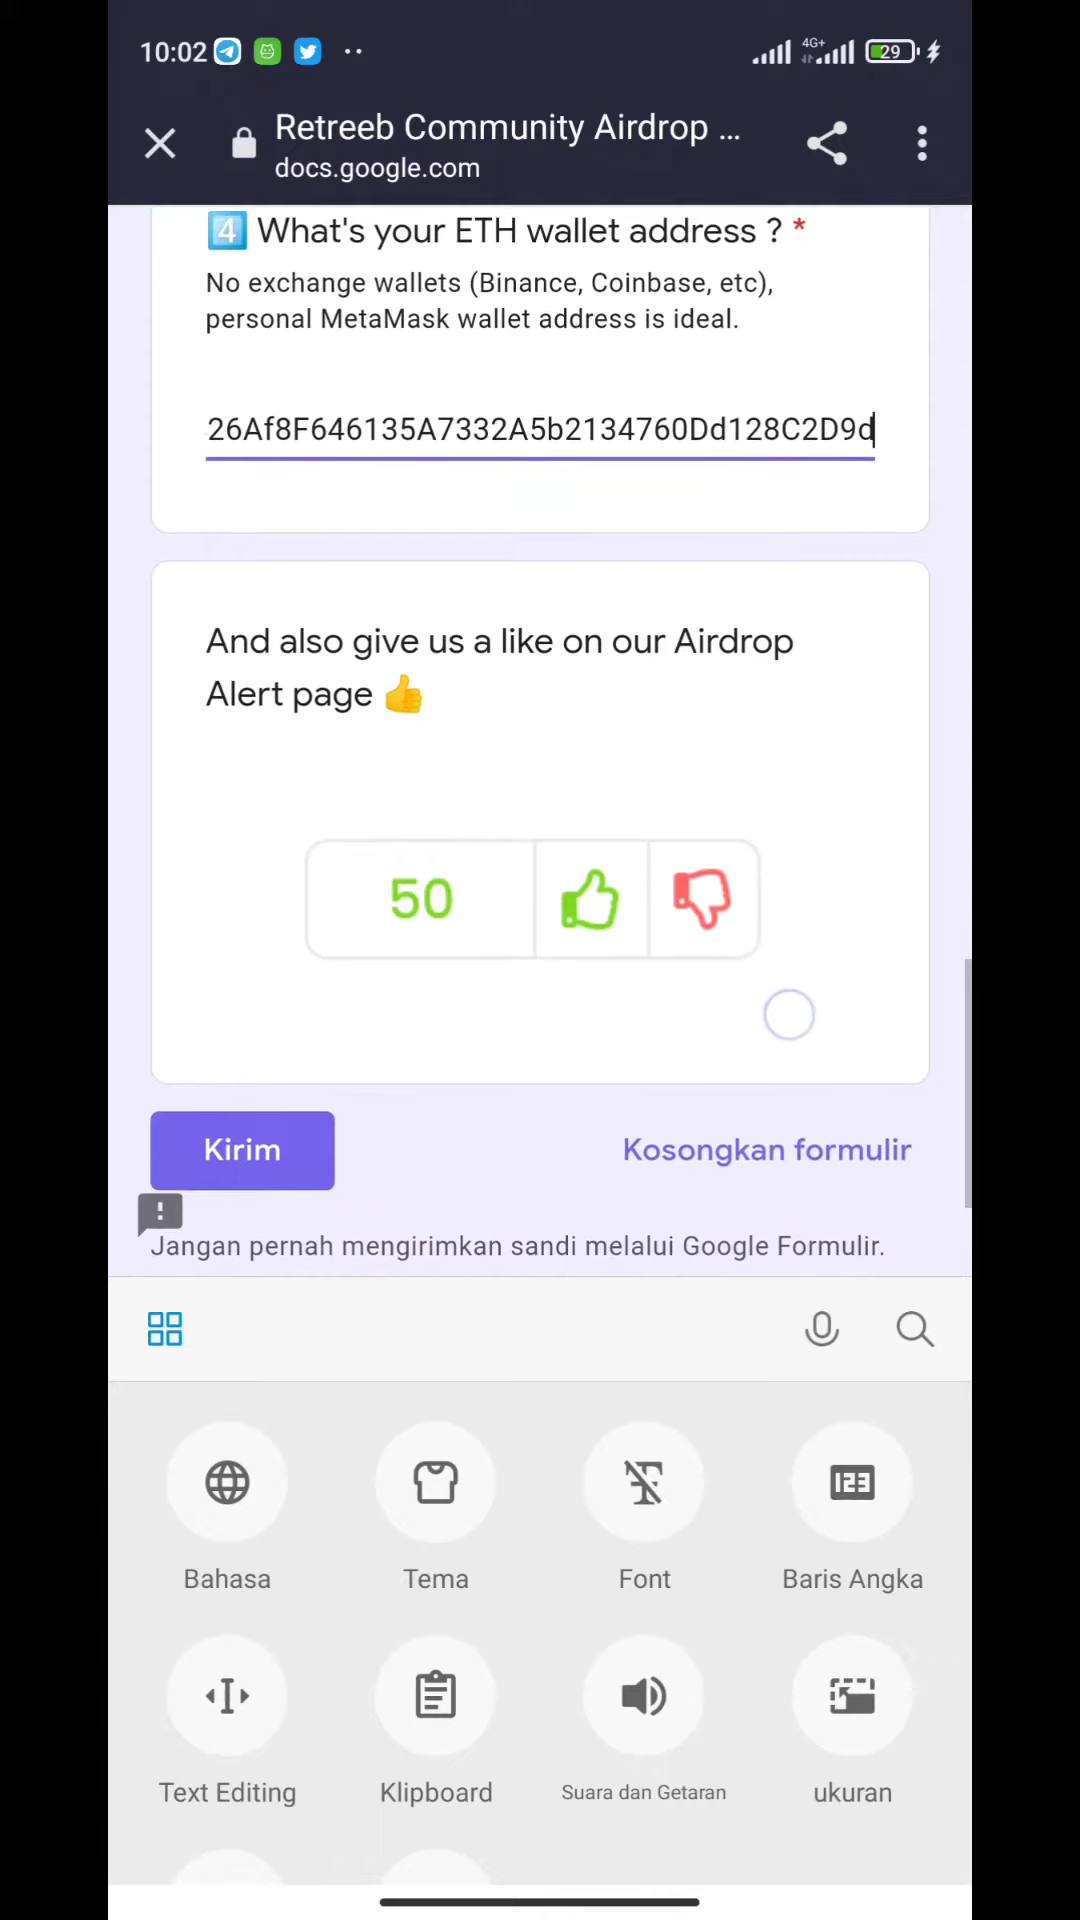 10:02
4G+
29
Retreeb Community Airdrop ...
docs.google.com
4 What's your ETH wallet address ? *
No exchange wallets (Binance, Coinbase, etc),
personal MetaMask wallet address is ideal.
26Af8F646135A7332A5b2134760Dd128C2D9d
And also give us a like on our Airdrop
Alert page 👍
50
Kirim
Kosongkan formulir
Jangan pernah mengirimkan sandi melalui Google Formulir.
Bahasa
Tema
Font
Baris Angka
Text Editing
Klipboard
Suara dan Getaran
ukuran